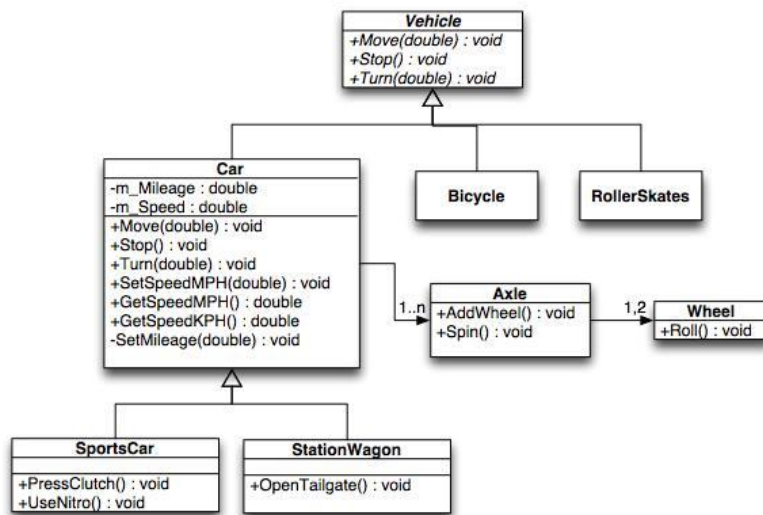 Vehicle
+Move(double) : void
+Stop() : void
+Turn(double) : void
Car
-m_Mileage : double
-m_Speed : double
+Move(double) : void
+Stop() : void
+Turn(double) : void
+SetSpeedMPH(double) : void
+GetSpeedMPH() : double
+GetSpeedKPH() : double
-SetMileage(double) : void
Bicycle
RollerSkates
1..n
Axle
+AddWheel() : void
+Spin() : void
1,2
Wheel
+Roll() : void
SportsCar
+PressClutch() : void
+UseNitro() : void
StationWagon
+OpenTailgate() : void